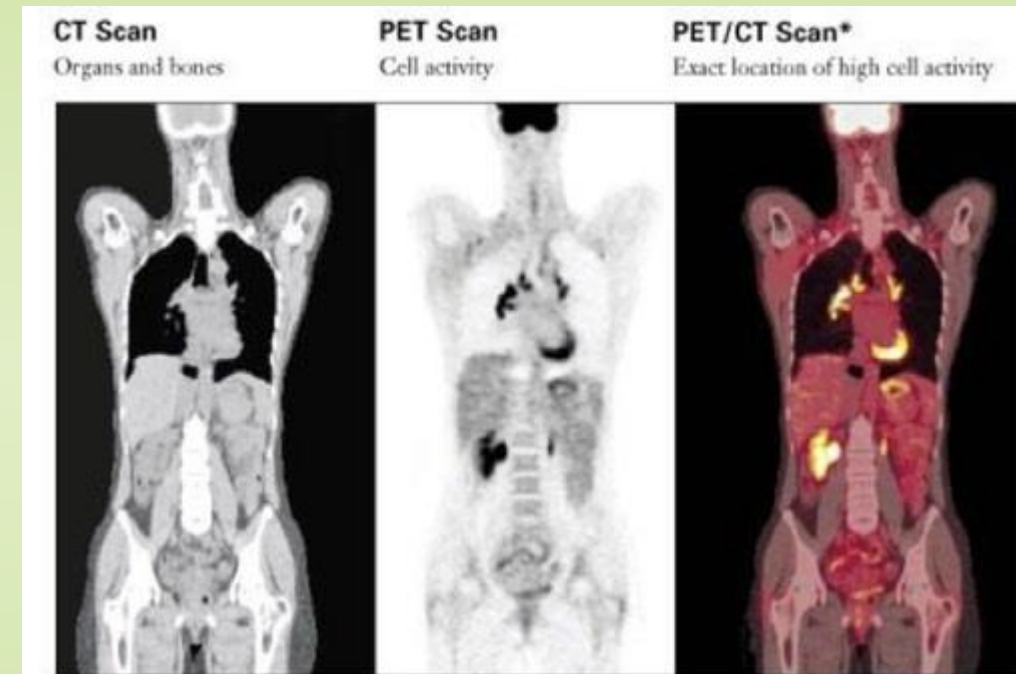 CT Scan
Organs and bones
PET Scan
Cell activity
PET/CT Scan*
Exact location of high cell activity